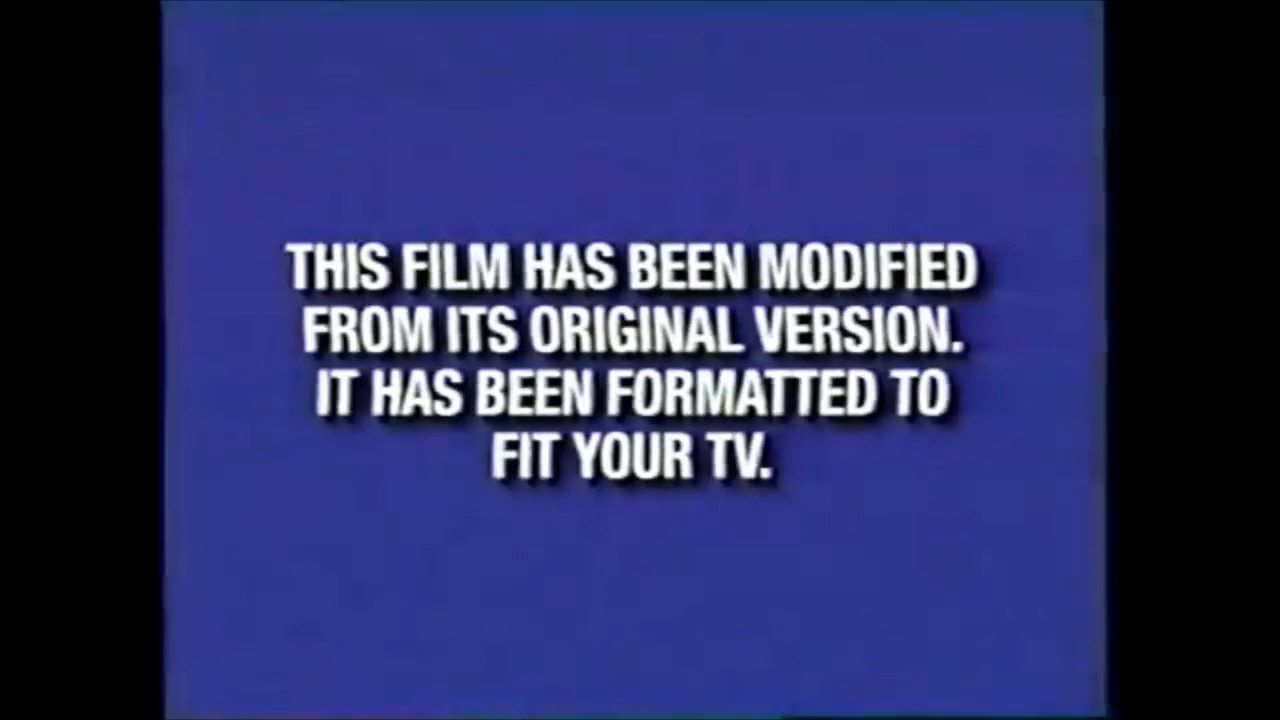 THIS FILM HAS BEEN MODIFIED
FROM ITS ORIGINAL VERSION.
IT HAS BEEN FORMATTED TO
FIT YOUR TV.